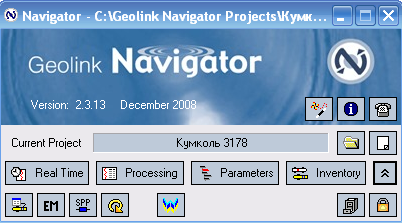 Navigator - C:\Geolink Navigator Projects\Кумк...
Geolink Navigator
Version: 2.3.13 December 2008
Current Project Кумколь 3178
Real Time Processing Parameters Inventory
EM SPP